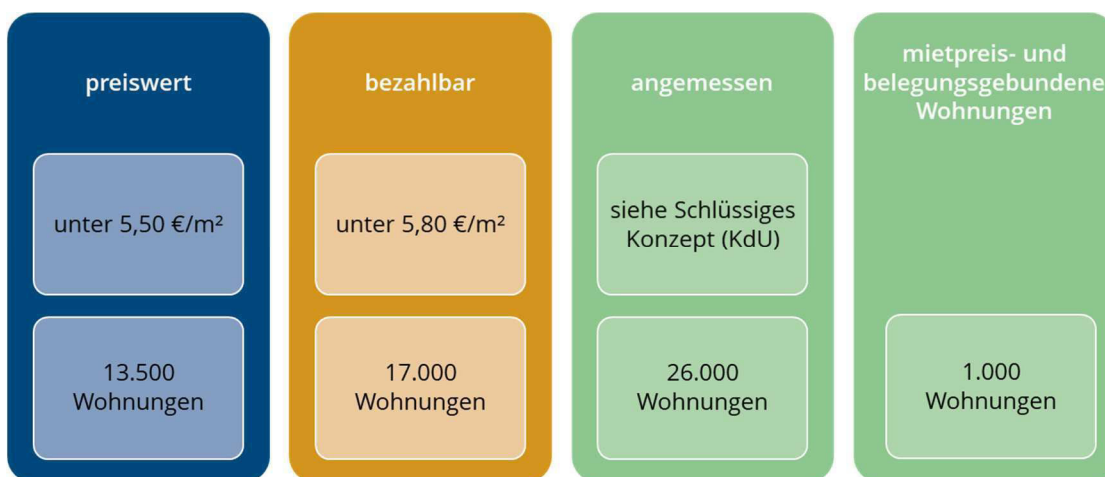 preiswert
unter 5,50 €/m²
13.500
Wohnungen
bezahlbar
unter 5,80 €/m²
17.000
Wohnungen
angemessen
siehe Schlüssiges
Konzept (KdU)
26.000
Wohnungen
mietpreis- und
belegungsgebundene
Wohnungen
1.000
Wohnungen